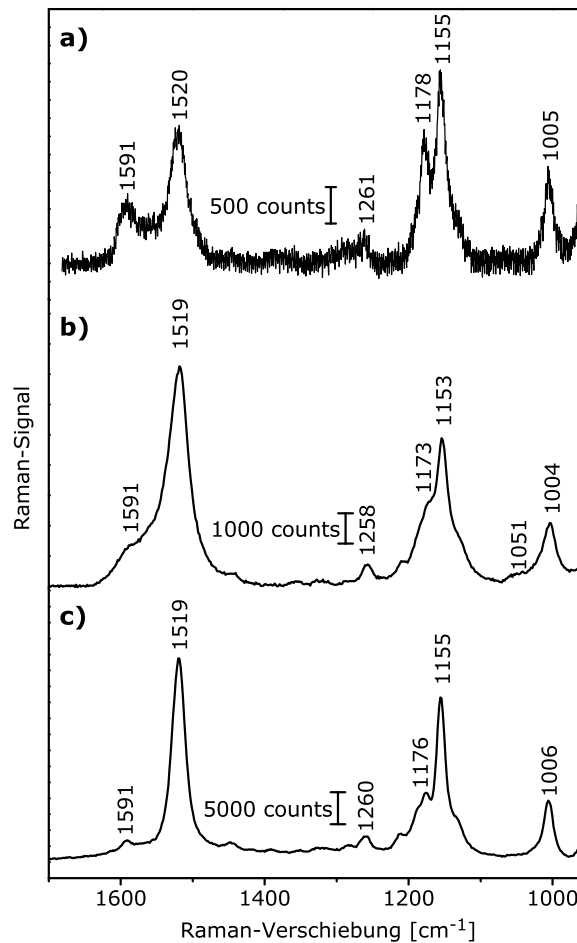 a)
1591
1520
500 counts
1261
1178
1155
1005
b)
1591
1519
1000 counts
1258
1173
1153
1051
1004
c)
1591
1519
5000 counts
1260
1176
1155
1006
Raman-Signal
1600 1400 1200 1000
Raman-Verschiebung [cm⁻¹]